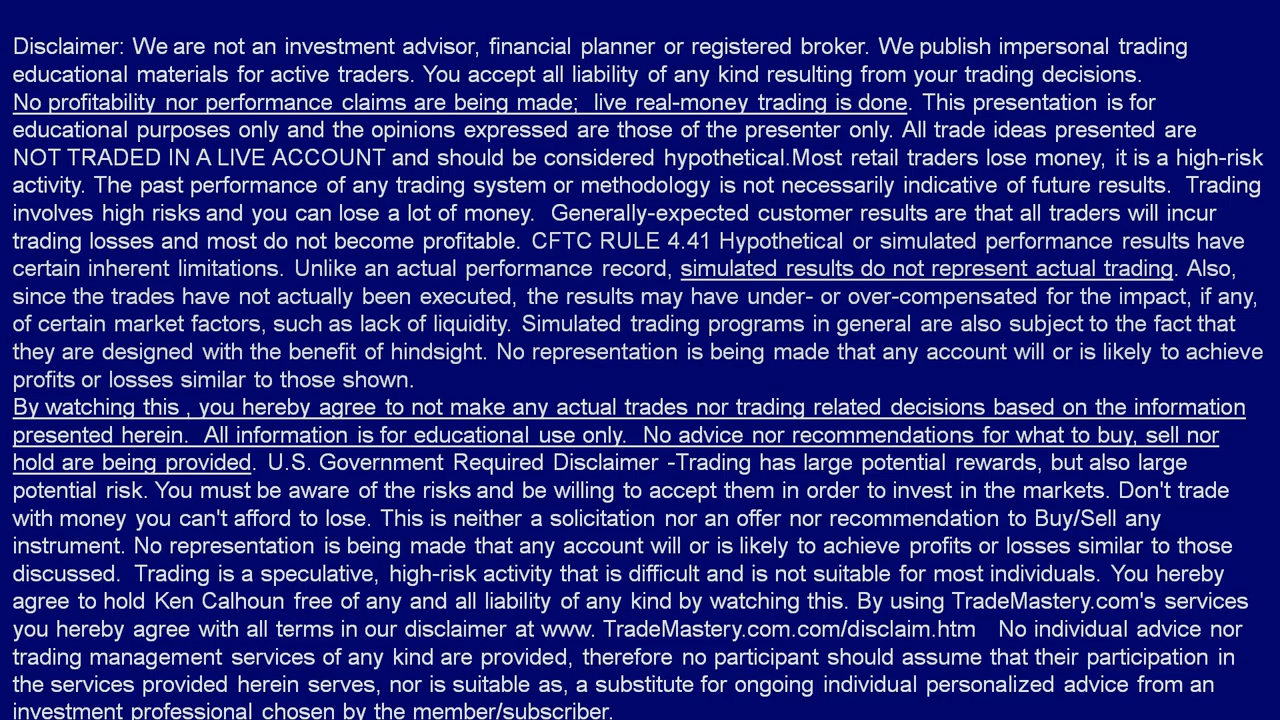 Disclaimer: We are not an investment advisor, financial planner or registered broker. We publish impersonal trading
educational materials for active traders. You accept all liability of any kind resulting from your trading decisions.
No profitability nor performance claims are being made;  live real-money trading is done. This presentation is for
educational purposes only and the opinions expressed are those of the presenter only. All trade ideas presented are
NOT TRADED IN A LIVE ACCOUNT and should be considered hypothetical.Most retail traders lose money, it is a high-risk
activity. The past performance of any trading system or methodology is not necessarily indicative of future results.  Trading
involves high risks and you can lose a lot of money.  Generally-expected customer results are that all traders will incur
trading losses and most do not become profitable. CFTC RULE 4.41 Hypothetical or simulated performance results have
certain inherent limitations. Unlike an actual performance record, simulated results do not represent actual trading. Also,
since the trades have not actually been executed, the results may have under- or over-compensated for the impact, if any,
of certain market factors, such as lack of liquidity. Simulated trading programs in general are also subject to the fact that
they are designed with the benefit of hindsight. No representation is being made that any account will or is likely to achieve
profits or losses similar to those shown.
By watching this , you hereby agree to not make any actual trades nor trading related decisions based on the information
presented herein.  All information is for educational use only.  No advice nor recommendations for what to buy, sell nor
hold are being provided. U.S. Government Required Disclaimer -Trading has large potential rewards, but also large
potential risk. You must be aware of the risks and be willing to accept them in order to invest in the markets. Don't trade
with money you can't afford to lose. This is neither a solicitation nor an offer nor recommendation to Buy/Sell any
instrument. No representation is being made that any account will or is likely to achieve profits or losses similar to those
discussed.  Trading is a speculative, high-risk activity that is difficult and is not suitable for most individuals. You hereby
agree to hold Ken Calhoun free of any and all liability of any kind by watching this. By using TradeMastery.com's services
you hereby agree with all terms in our disclaimer at www. TradeMastery.com.com/disclaim.htm   No individual advice nor
trading management services of any kind are provided, therefore no participant should assume that their participation in
the services provided herein serves, nor is suitable as, a substitute for ongoing individual personalized advice from an
investment professional chosen by the member/subscriber.